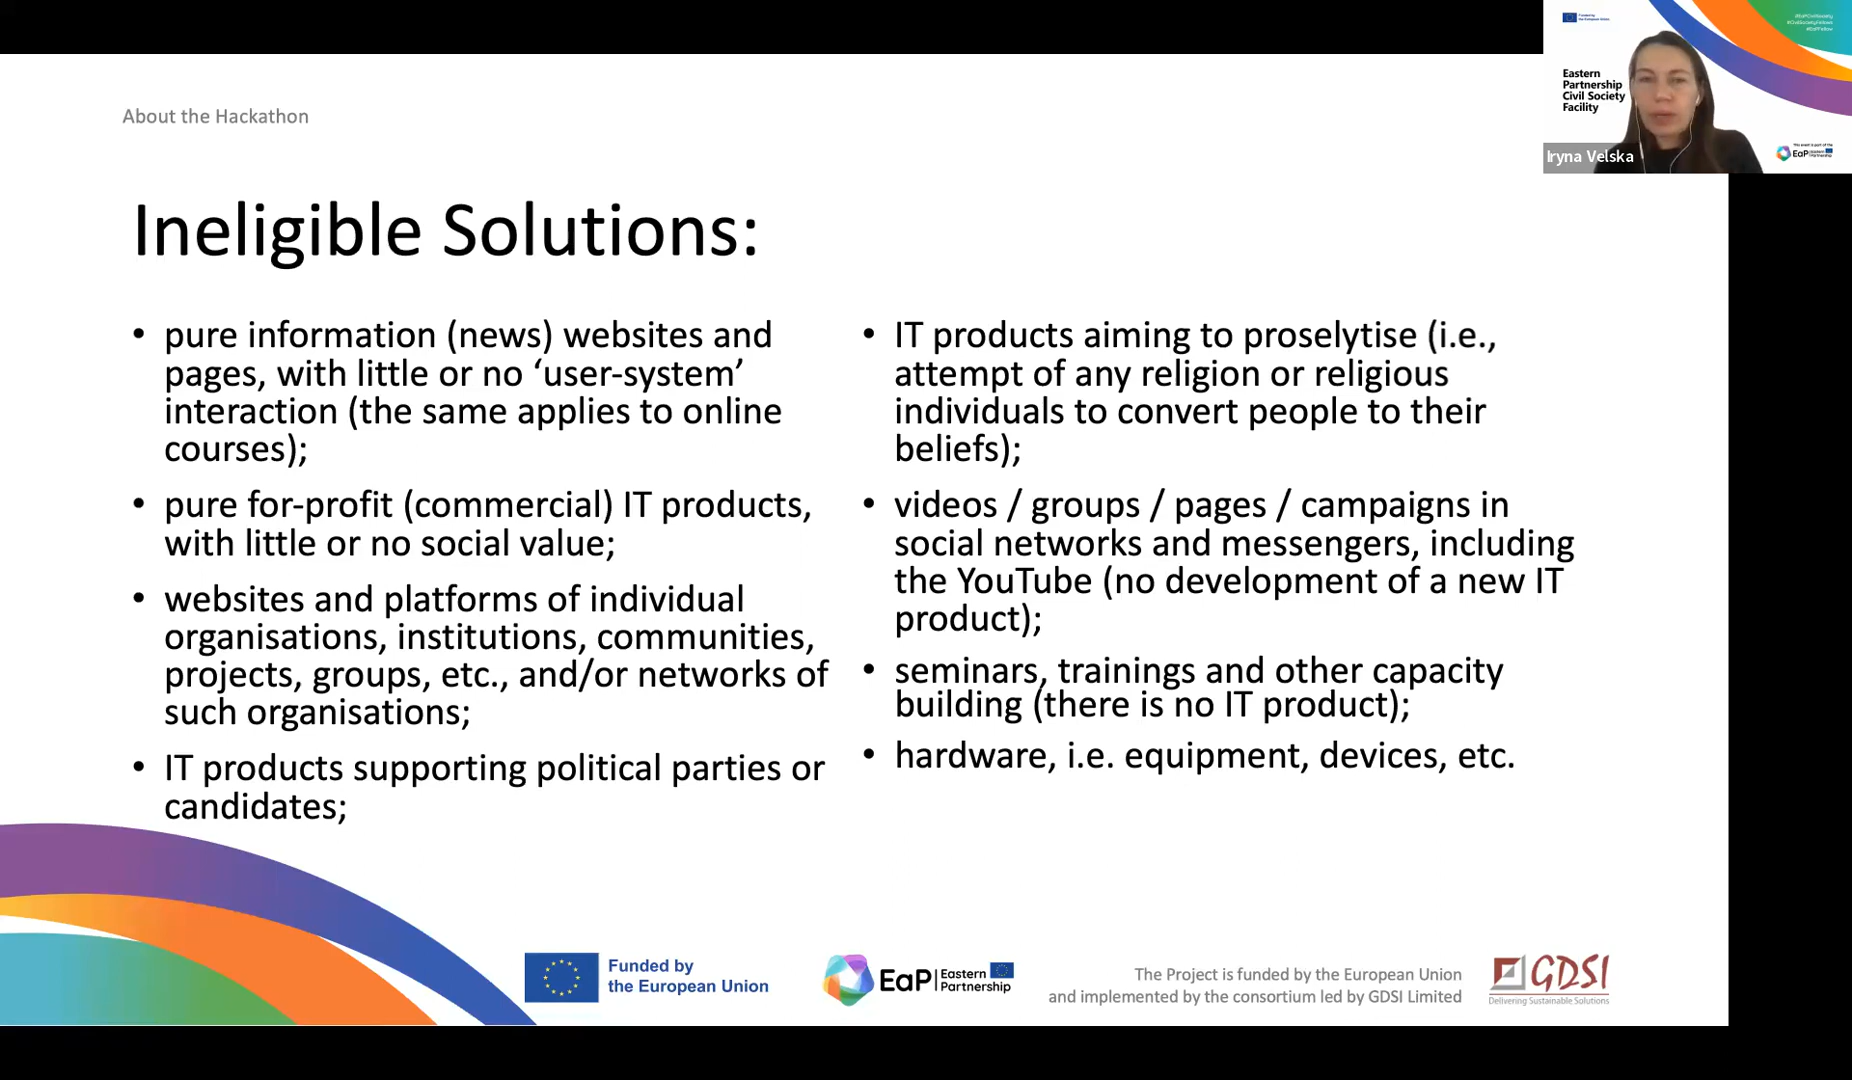 About the Hackathon
Ineligible Solutions:
• pure information (news) websites and
pages, with little or no ‘user-system’
interaction (the same applies to online
courses);
• pure for-profit (commercial) IT products,
with little or no social value;
• websites and platforms of individual
organisations, institutions, communities,
projects, groups, etc., and/or networks of
such organisations;
• IT products supporting political parties or
candidates;
• IT products aiming to proselytise (i.e.,
attempt of any religion or religious
individuals to convert people to their
beliefs);
• videos / groups / pages / campaigns in
social networks and messengers, including
the YouTube (no development of a new IT
product);
• seminars, trainings and other capacity
building (there is no IT product);
• hardware, i.e. equipment, devices, etc.
Funded by
the European Union
EaP
Eastern
Partnership
The Project is funded by the European Union
and implemented by the consortium led by GDSI Limited
GDSI
Delivering Sustainable Solutions
Funded by
the European Union
Eastern
Partnership
Civil Society
Facility
Iryna Velska
EaP